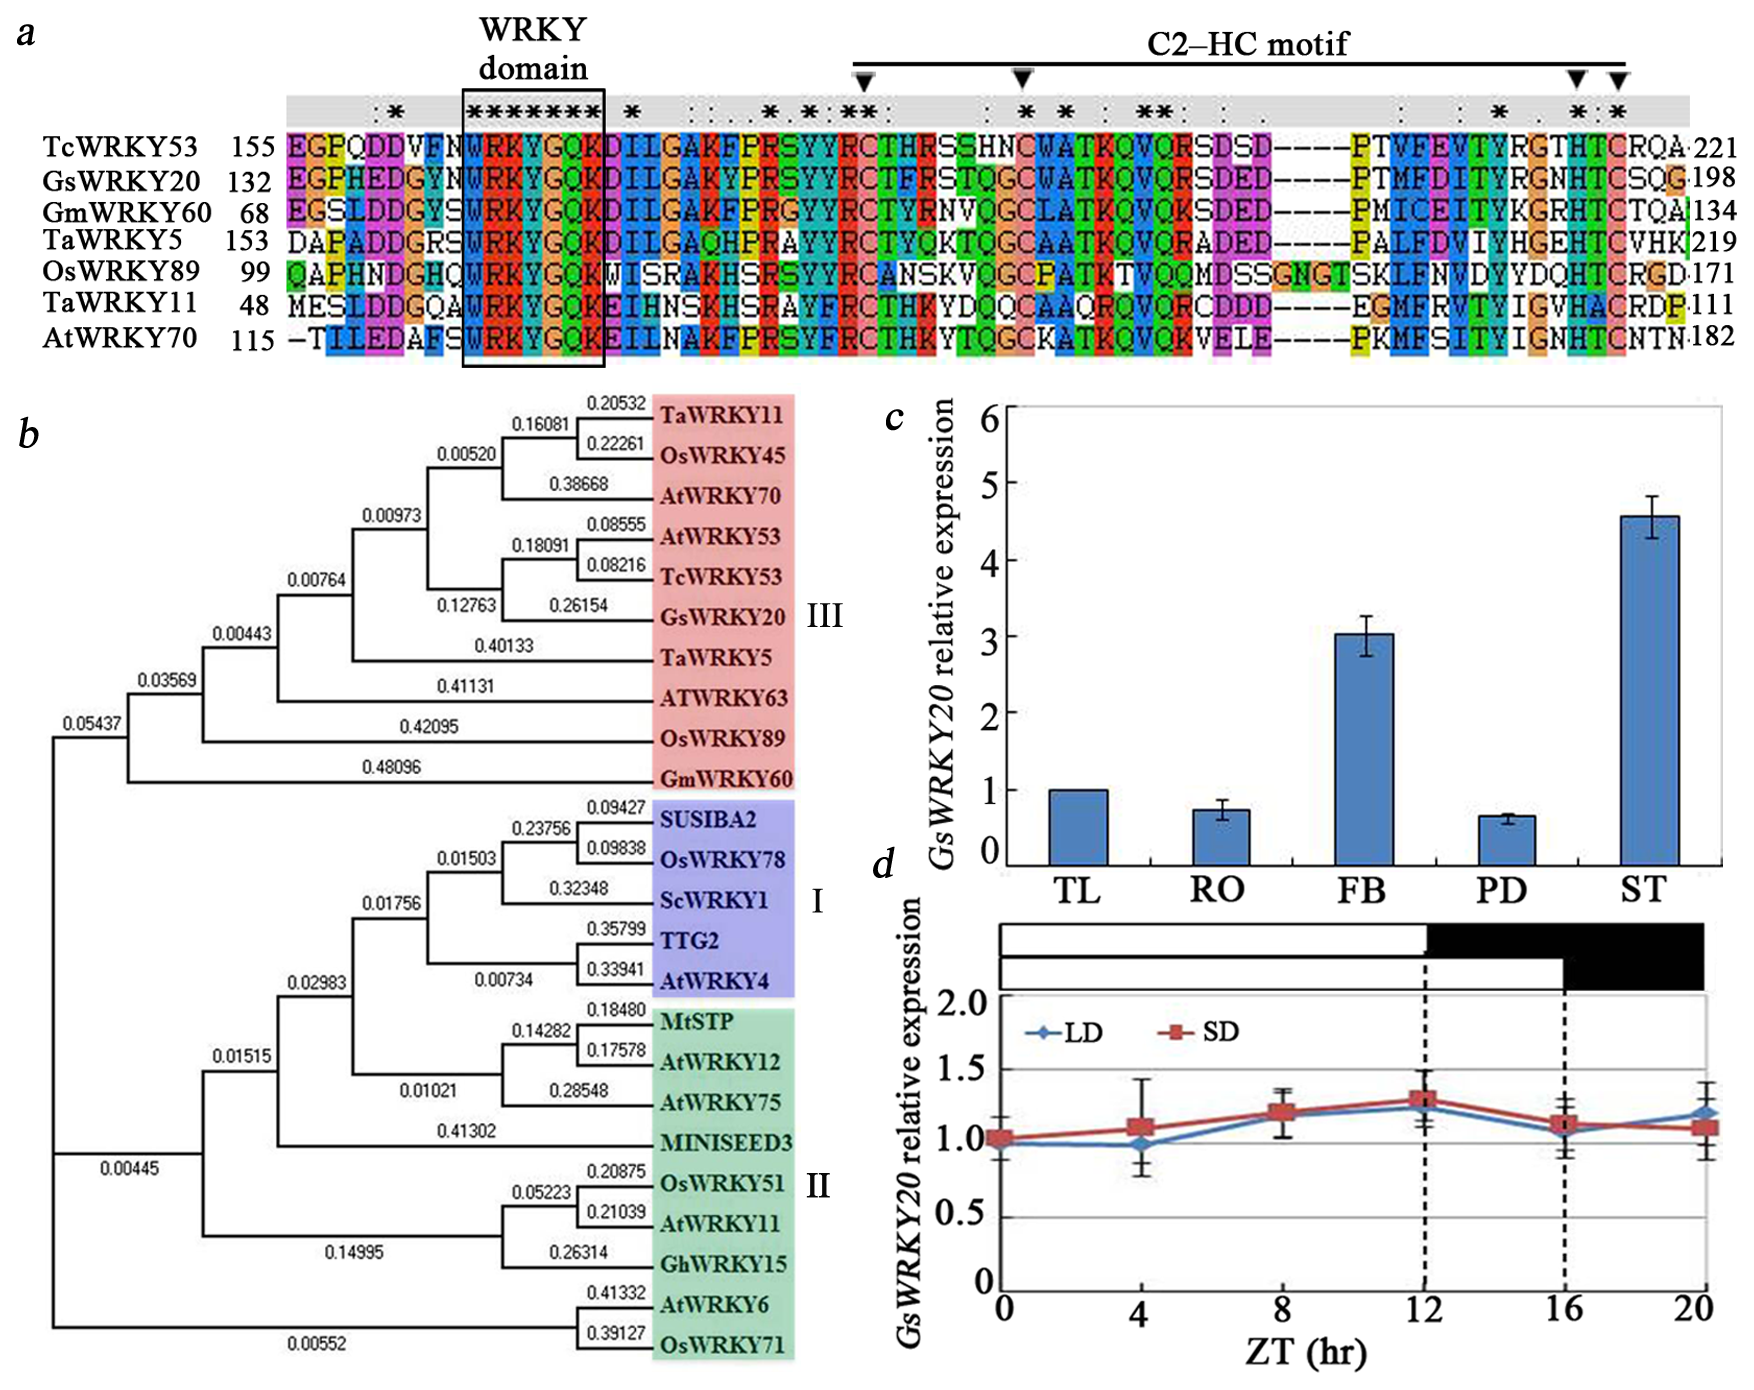 a
WRKY
domain
C2–HC motif
TcWRKY53 155 EGPQDDVFNWRKYGQKDILGAKFPRSYYRCTHRSSHNCWATKQVQRSDSD----PTVFEVTYRGTHTCRQA 221
GsWRKY20 132 EGPHEDGYNWRKYGQKDILGAKYPRSYYRCTFRSTQGCWATKQVQRSDED----PTMFDITYRGNHTCSQG 198
GmWRKY60 68 EGSLDDGYSWRKYGQKDILGAKFPRGYYRCTYRNVQGCLATKQVQKSDED----PMICEITYKGRHTCTQA 134
TaWRKY5 153 DAPADDGRSWRKYGQKDILGAQHPRAYYRCTYQKTQGCAATKQVQRADED----PALFDVIYHGEHTCVHK 219
OsWRKY89 99 QAPHNDGHQWRKYGQKWISRAKHSRSYYRCANSKVQGCPATKTVQQMDSSGNGTSKLFNVDYYDQHTCRGD 171
TaWRKY11 48 MESLDDGQAWRKYGQKEIHNSKHSRAYFRCTHKYDQQCAAQRQVQRCDDD----EGMFRVTYIGVHACRDP 111
AtWRKY70 115 -TILEDAFSWRKYGQKEILNAKFPRSYFRCTHKYTQGCKATKQVQKVELE----PKMFSITYIGNHTCNTN 182
b
0.20532 TaWRKY11
0.16081
0.22261 OsWRKY45
0.00520
0.38668 AtWRKY70
0.00973
0.08555 AtWRKY53
0.18091
0.08216 TcWRKY53
0.00764
0.12763 0.26154 GsWRKY20
III
0.00443
0.40133 TaWRKY5
0.03569
0.41131 ATWRKY63
0.05437
0.42095 OsWRKY89
0.48096 GmWRKY60
0.09427 SUSIBA2
0.23756
0.09838 OsWRKY78
0.01503
0.32348 ScWRKY1
I
0.01756
0.35799 TTG2
0.00734
0.33941 AtWRKY4
0.02983
0.18480 MtSTP
0.14282
0.17578 AtWRKY12
0.01515
0.01021 0.28548 AtWRKY75
0.41302 MINISEED3
0.00445
0.20875 OsWRKY51
0.05223
II
0.21039 AtWRKY11
0.14995 0.26314 GhWRKY15
0.41332 AtWRKY6
0.00552
0.39127 OsWRKY71
c
GsWRKY20 relative expression
6
5
4
3
2
1
0
TL RO FB PD ST
d
GsWRKY20 relative expression
2.0
1.5
1.0
0.5
0
LD SD
0 4 8 12 16 20
ZT (hr)